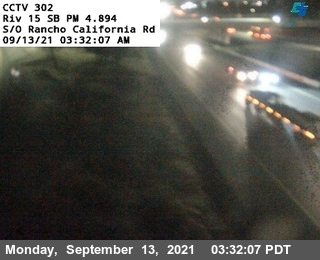 CCTV 302
Riv 15 SB PM 4.894
S/O Rancho California Rd
09/13/21 03:32:07 AM
Monday, September 13, 2021 03:32:07 PDT